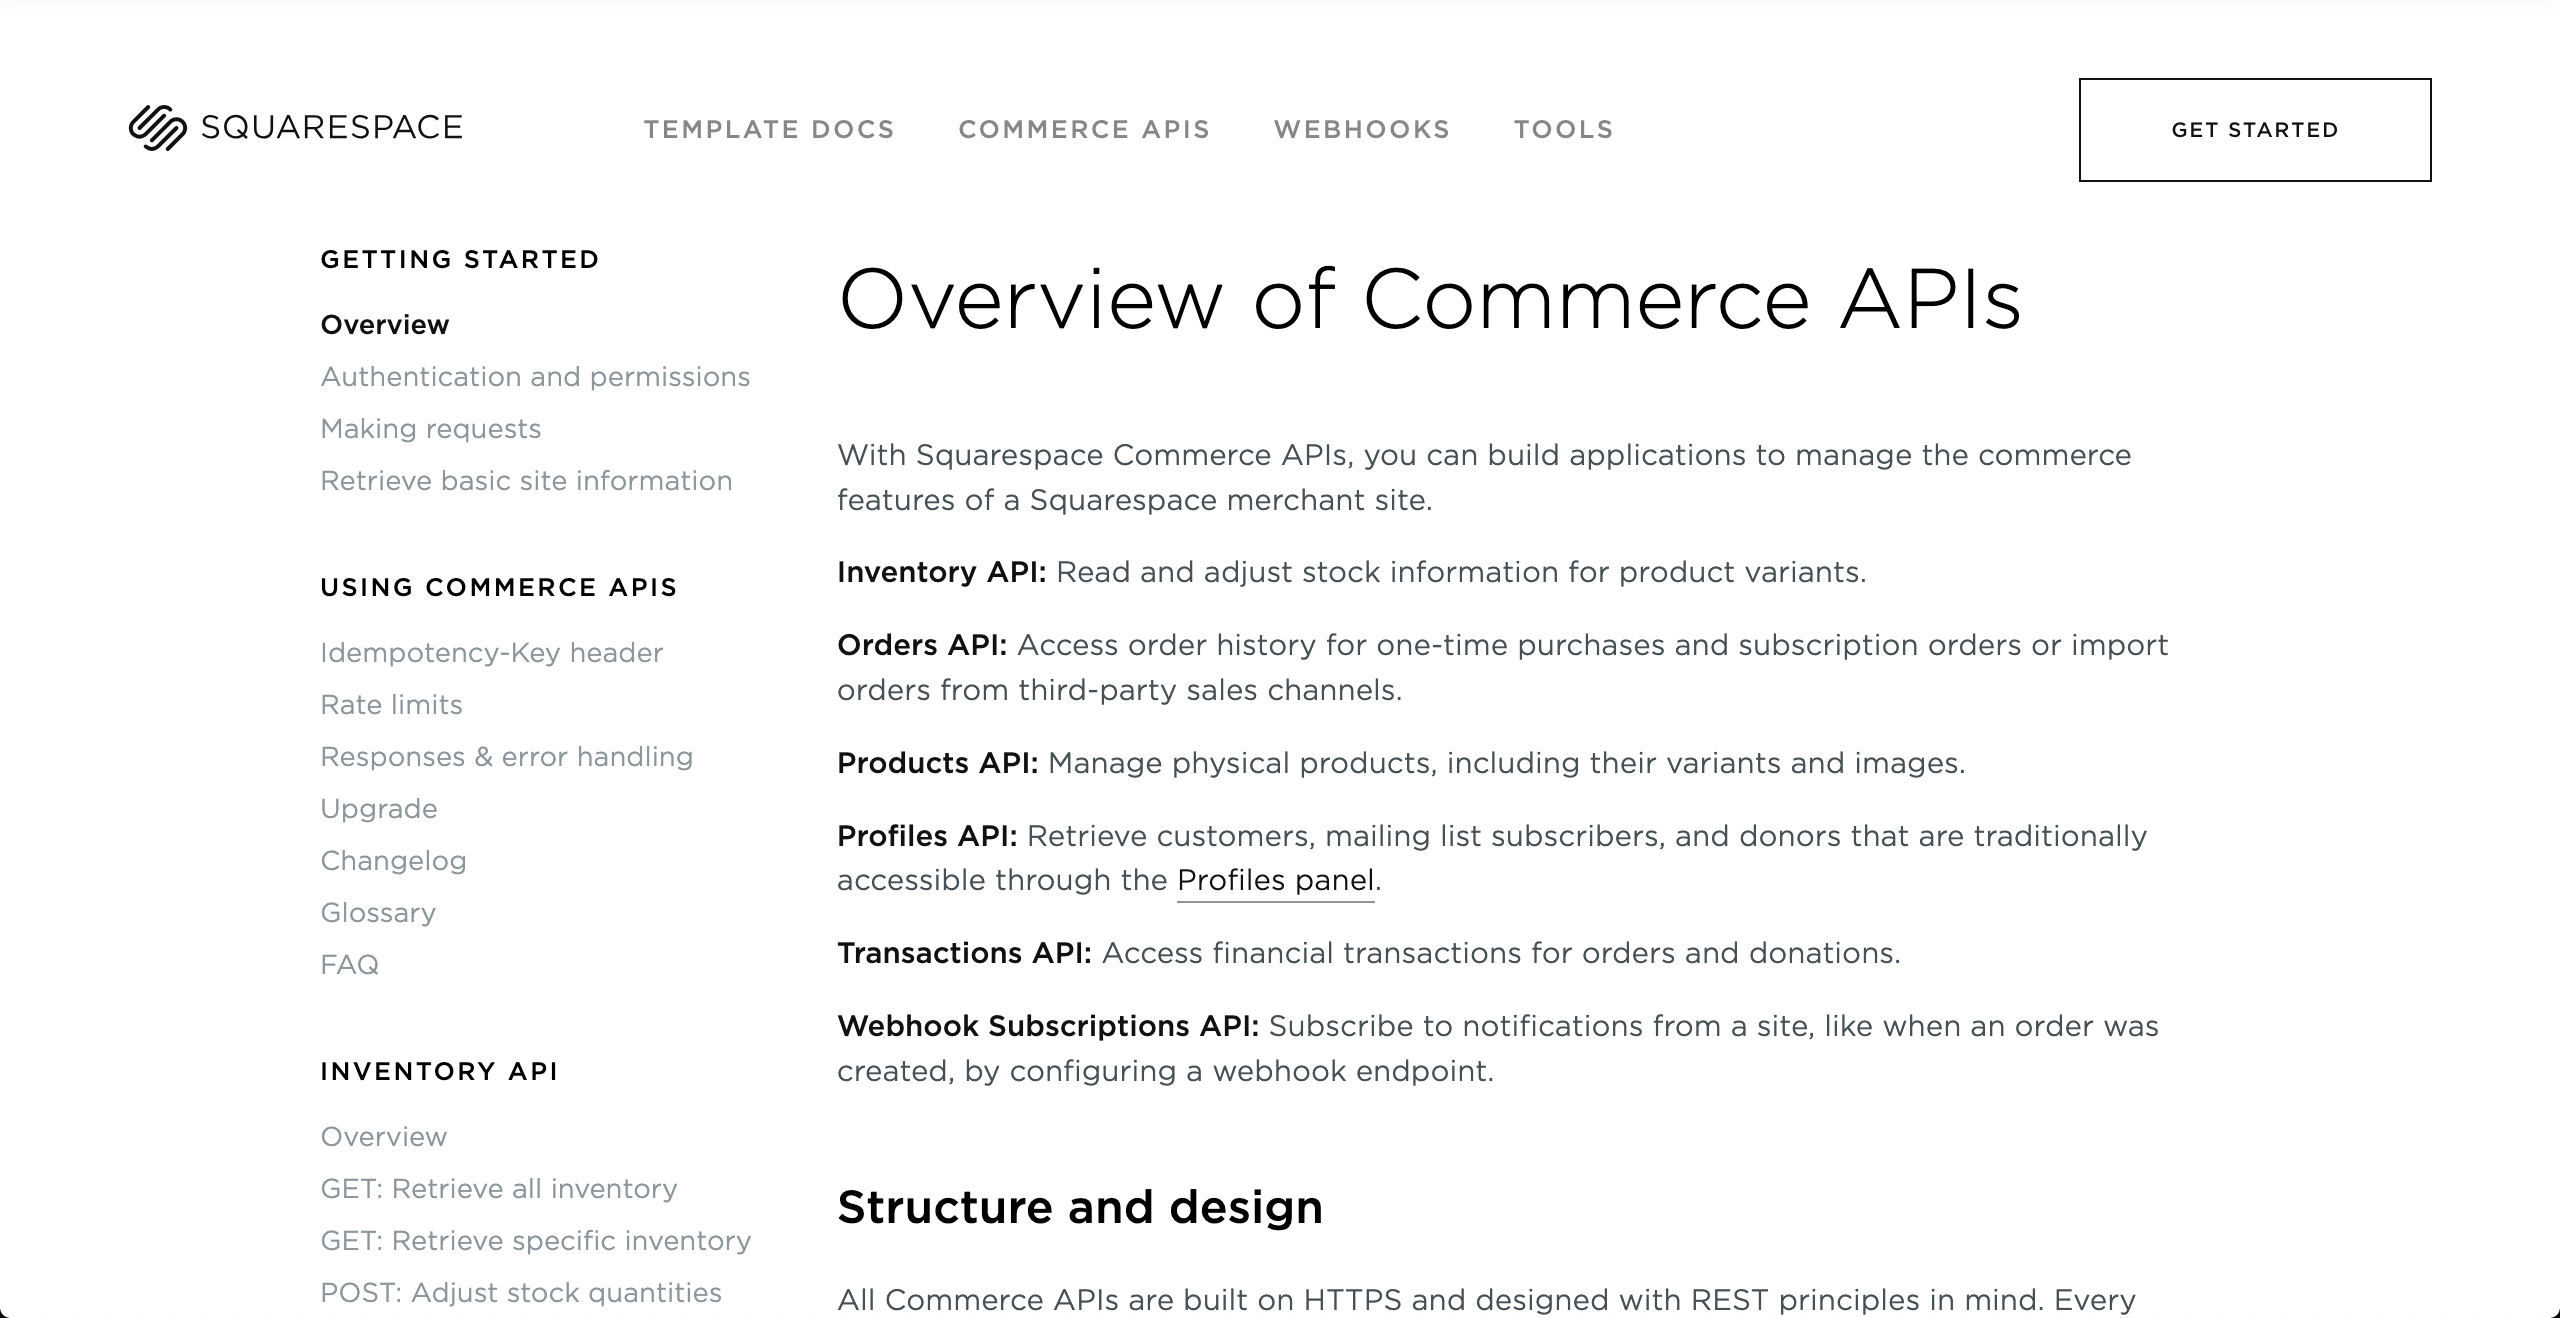 SQUARESPACE
TEMPLATE DOCS
COMMERCE APIS
WEBHOOKS
TOOLS
GET STARTED
GETTING STARTED
Overview
Authentication and permissions
Making requests
Retrieve basic site information
USING COMMERCE APIS
Idempotency-Key header
Rate limits
Responses & error handling
Upgrade
Changelog
Glossary
FAQ
INVENTORY API
Overview
GET: Retrieve all inventory
GET: Retrieve specific inventory
POST: Adjust stock quantities
Overview of Commerce APIs
With Squarespace Commerce APIs, you can build applications to manage the commerce
features of a Squarespace merchant site.
Inventory API: Read and adjust stock information for product variants.
Orders API: Access order history for one-time purchases and subscription orders or import
orders from third-party sales channels.
Products API: Manage physical products, including their variants and images.
Profiles API: Retrieve customers, mailing list subscribers, and donors that are traditionally
accessible through the Profiles panel.
Transactions API: Access financial transactions for orders and donations.
Webhook Subscriptions API: Subscribe to notifications from a site, like when an order was
created, by configuring a webhook endpoint.
Structure and design
All Commerce APIs are built on HTTPS and designed with REST principles in mind. Every